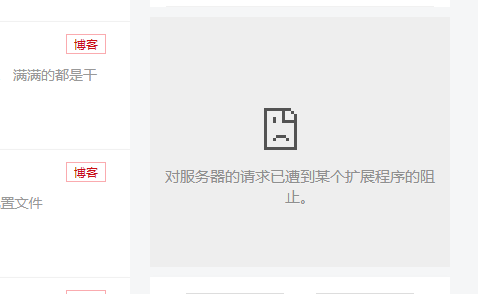 博客
满满的都是干
对服务器的请求已遭到某个扩展程序的阻
止。
博客
置文件